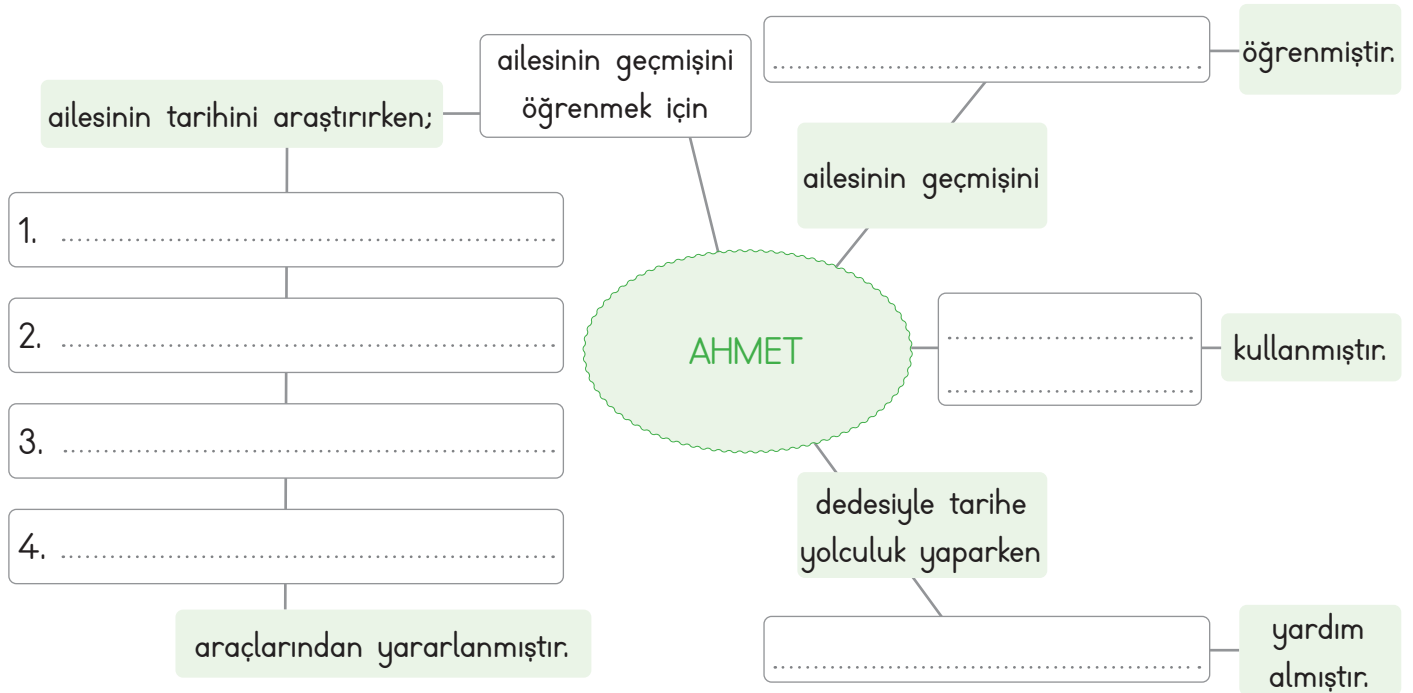 ailesinin geçmişini
öğrenmek için
ailesinin tarihini araştırırken;
1.
2.
3.
4.
araçlarından yararlanmıştır.
AHMET
ailesinin geçmişini
öğrenmiştir.
kullanmıştır.
dedesiyle tarihe
yolculuk yaparken
yardım
almıştır.